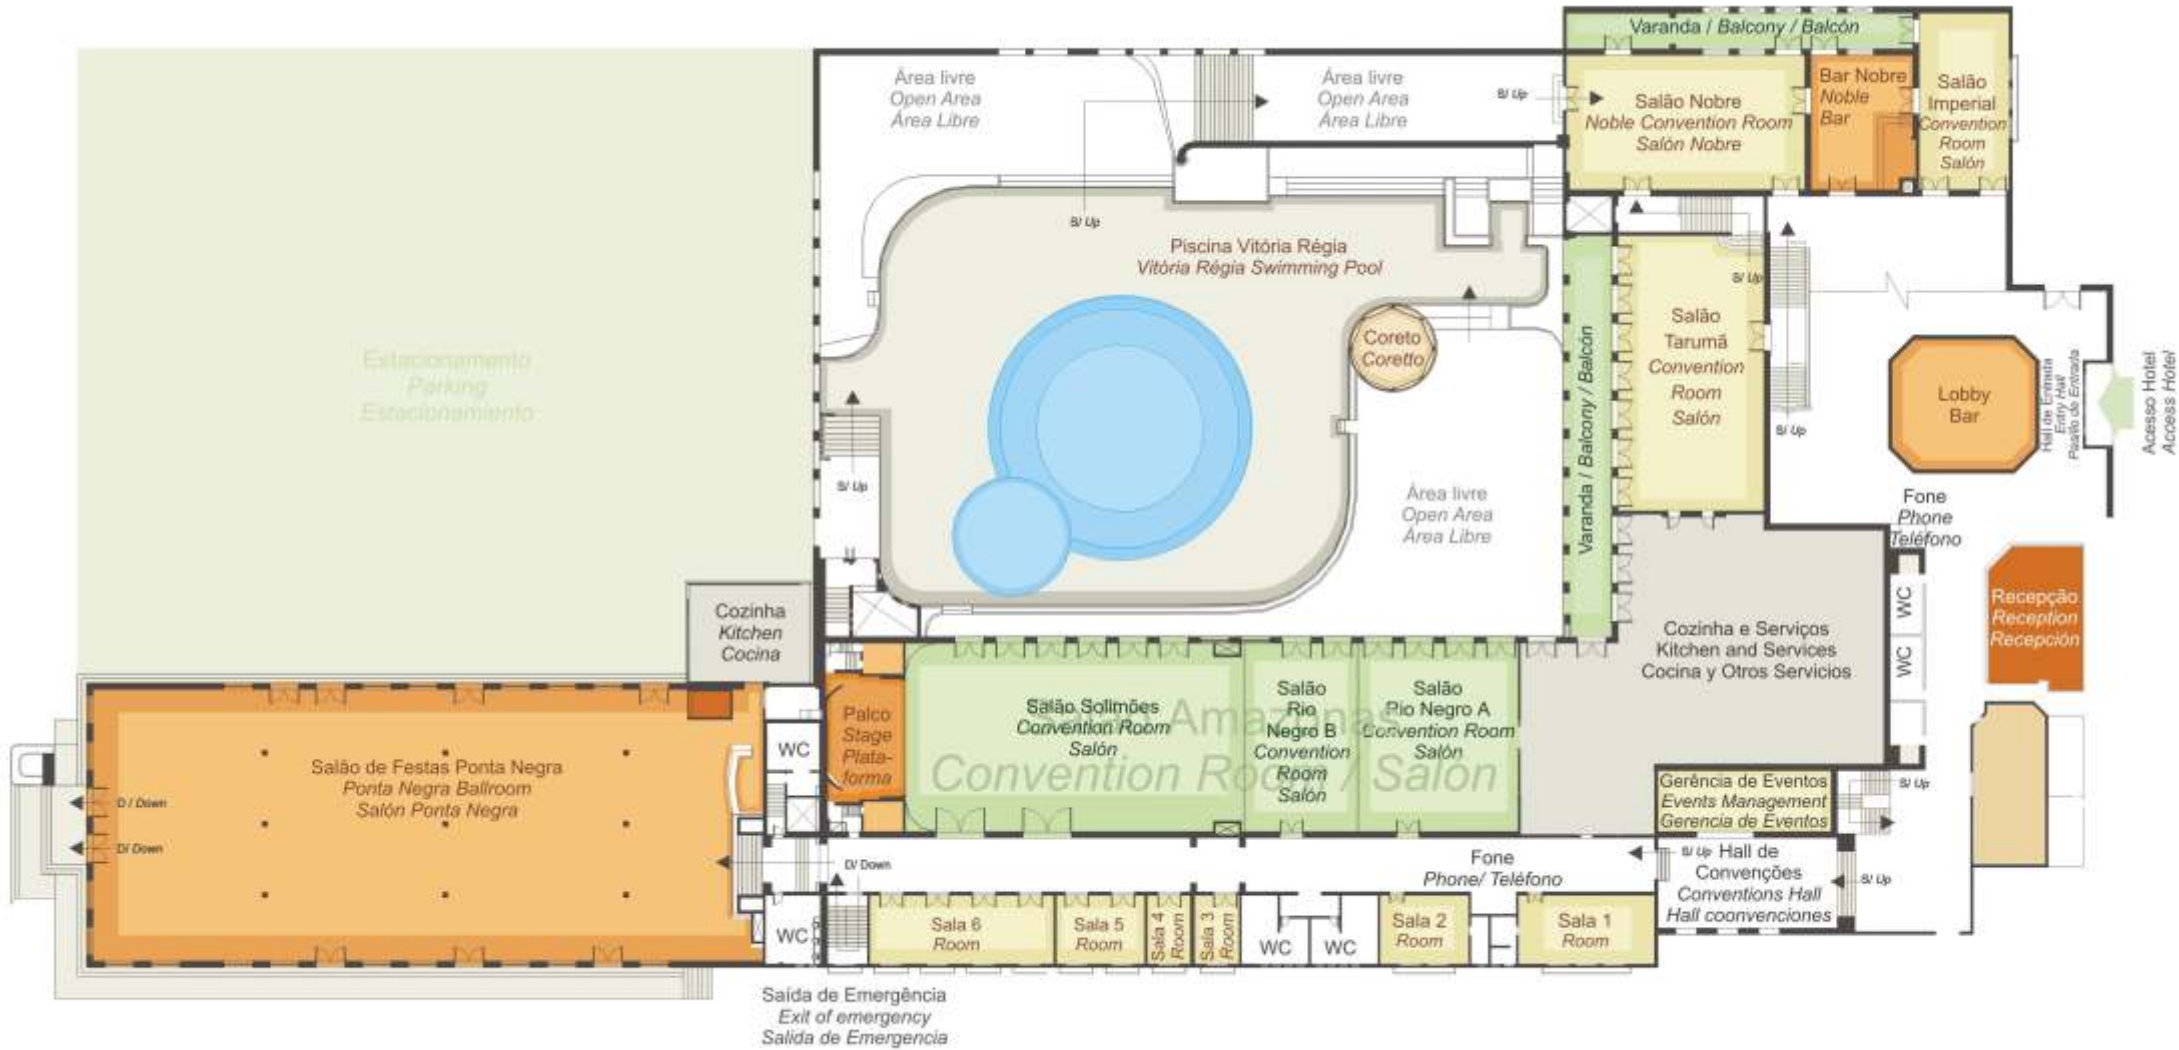 Varanda / Balcony / Balcón
Área livre
Open Area
Área Libre
Área livre
Open Area
Área Libre
S/ Up
Salão Nobre
Noble Convention Room
Salón Nobre
Bar Nobre
Noble
Bar
Salão
Imperial
Convention
Room
Salón
S/ Up
Piscina Vitória Régia
Vitória Régia Swimming Pool
S/ Up
Coreto
Coretto
Varanda / Balcony / Balcón
Salão
Tarumã
Convention
Room
Salón
S/ Up
Lobby
Bar
Hall de Entrada
Entry Hall
Pasillo de Entrada
Acesso Hotel
Access Hotel
Estacionamento
Parking
Estacionamiento
S/ Up
Área livre
Open Area
Área Libre
Fone
Phone
Teléfono
WC
WC
Recepção
Reception
Recepción
Cozinha
Kitchen
Cocina
Cozinha e Serviços
Kitchen and Services
Cocina y Otros Servicios
Salão de Festas Ponta Negra
Ponta Negra Ballroom
Salón Ponta Negra
D / Down
D/ Down
WC
Palco
Stage
Plata-
forma
Salão Solimões
Convention Room
Salón
Salão
Rio
Negro B
Convention
Room
Salón
Salão
Rio Negro A
Convention Room
Salón
Convention Room / Salón
Gerência de Eventos
Events Management
Gerencia de Eventos
S/ Up
D/ Down
Fone
Phone/ Teléfono
S/ Up
Hall de
Convenções
Conventions Hall
Hall coonvenciones
S/ Up
WC
Sala 6
Room
Sala 5
Room
Sala 4
Room
Sala 3
Room
WC
WC
Sala 2
Room
Sala 1
Room
Saída de Emergência
Exit of emergency
Salida de Emergencia